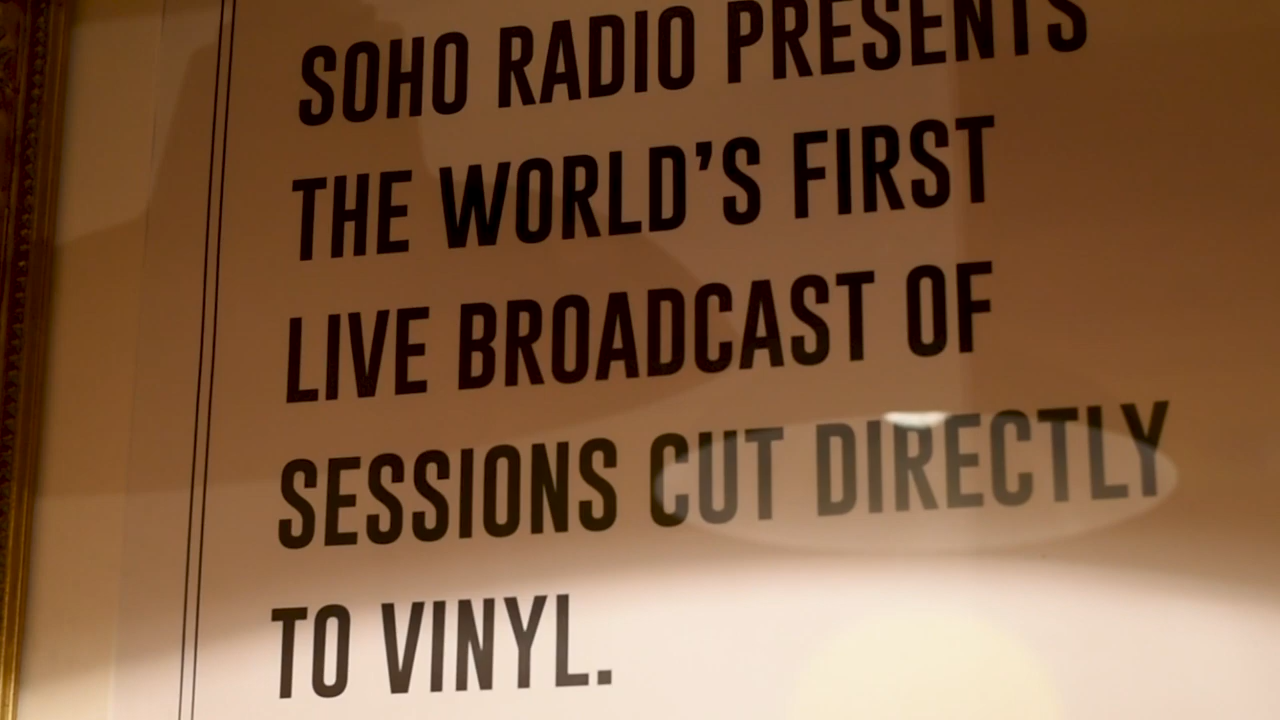 SOHO RADIO PRESENTS
THE WORLD'S FIRST
LIVE BROADCAST OF
SESSIONS CUT DIRECTLY
TO VINYL.